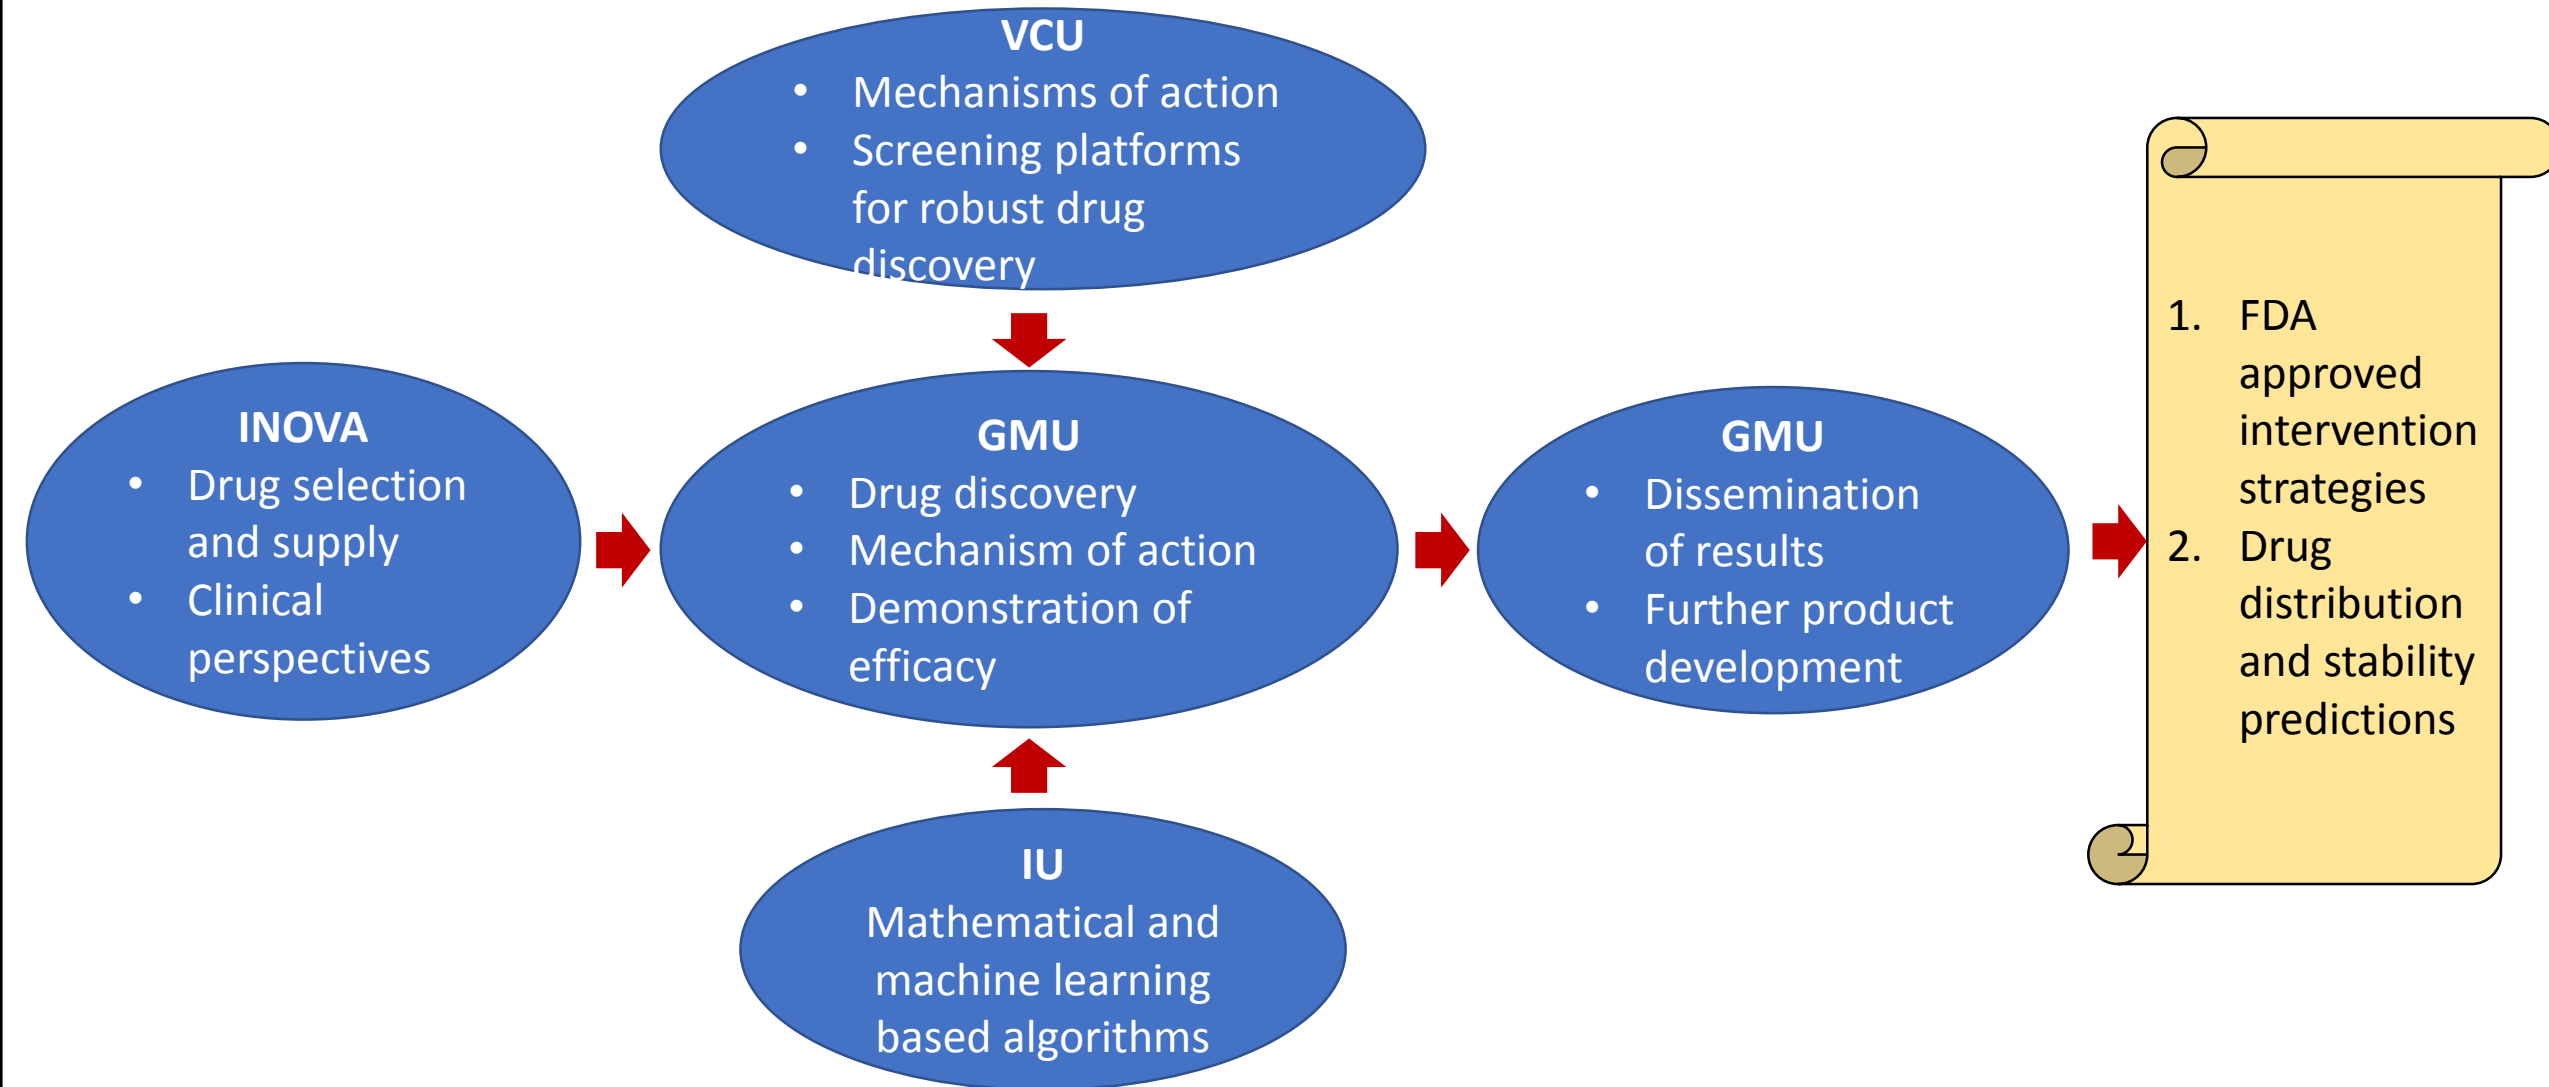 VCU
• Mechanisms of action
• Screening platforms
for robust drug
discovery
INOVA
• Drug selection
and supply
• Clinical
perspectives
GMU
• Drug discovery
• Mechanism of action
• Demonstration of
efficacy
GMU
• Dissemination
of results
• Further product
development
IU
Mathematical and
machine learning
based algorithms
1. FDA
approved
intervention
strategies
2. Drug
distribution
and stability
predictions